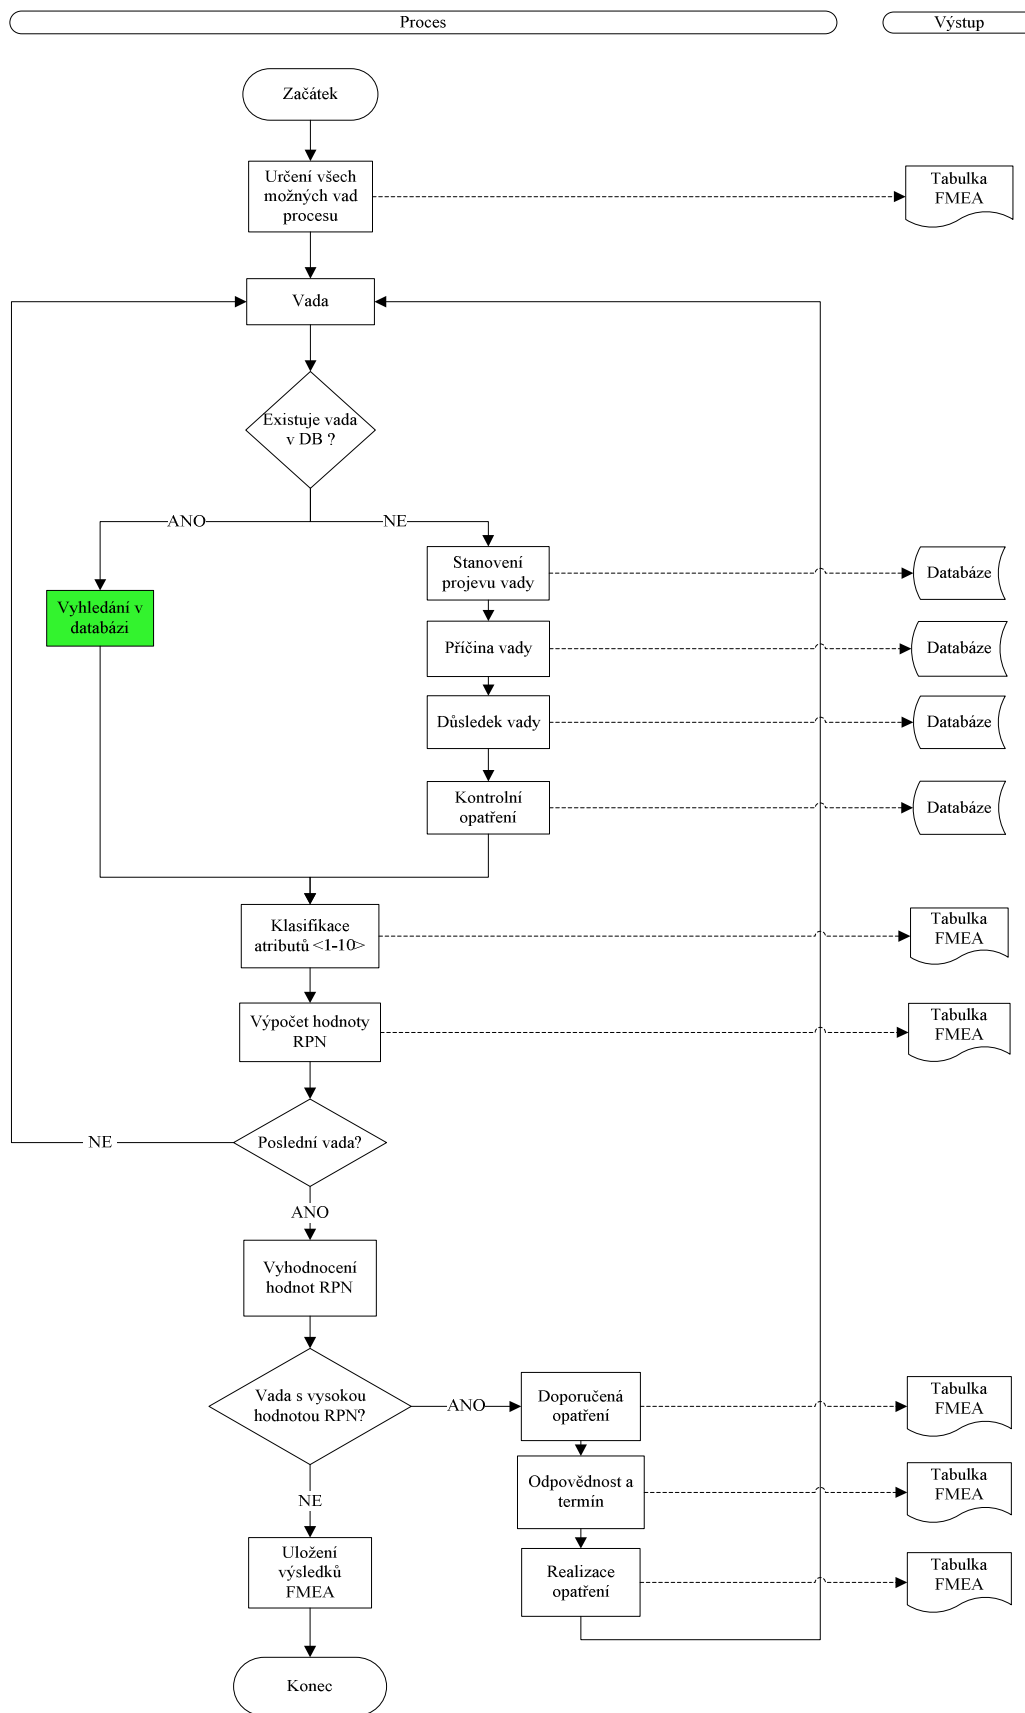 Proces
Výstup
Začátek
Určení všech
možných vad
procesu
Tabulka
FMEA
Vada
Existuje vada
v DB ?
ANO
NE
Stanovení
projevu vady
Databáze
Vyhledání v
databázi
Příčina vady
Databáze
Důsledek vady
Databáze
Kontrolní
opatření
Databáze
Klasifikace
atributů <1-10>
Tabulka
FMEA
Výpočet hodnoty
RPN
Tabulka
FMEA
NE
Poslední vada?
ANO
Vyhodnocení
hodnot RPN
Vada s vysokou
hodnotou RPN?
ANO
Doporučená
opatření
Tabulka
FMEA
Odpovědnost a
termín
Tabulka
FMEA
NE
Uložení
výsledků
FMEA
Realizace
opatření
Tabulka
FMEA
Konec